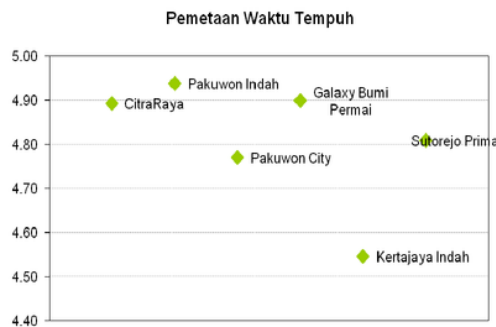 Pemetaan Waktu Tempuh
5.00
4.90
4.80
4.70
4.60
4.50
4.40
Pakuwon Indah
CitraRaya
Galaxy Bumi
Permai
Sutorejo Prima
Pakuwon City
Kertajaya Indah